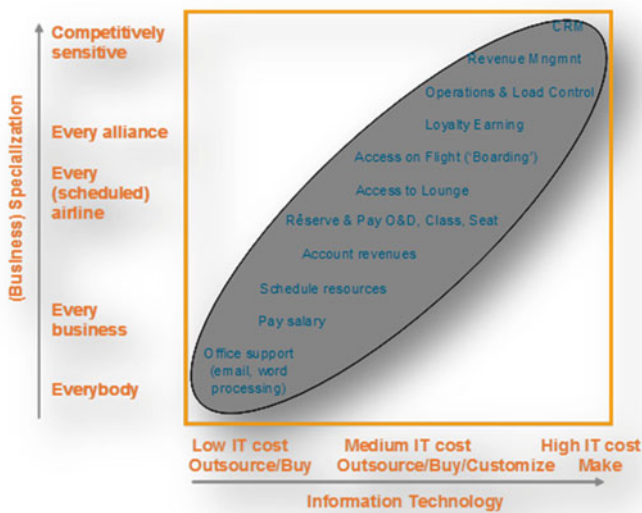 Competitively
sensitive
Every alliance
Every
(scheduled)
airline
Every
business
Everybody
(Business) Specialization
CRM
Revenue Mngmnt
Operations & Load Control
Loyalty Earning
Access on Flight ('Boarding')
Access to Lounge
Reserve & Pay O&D, Class, Seat
Account revenues
Schedule resources
Pay salary
Office support
(email, word
processing)
Low IT cost
Outsource/Buy
Medium IT cost
Outsource/Buy/Customize
High IT cost
Make
Information Technology